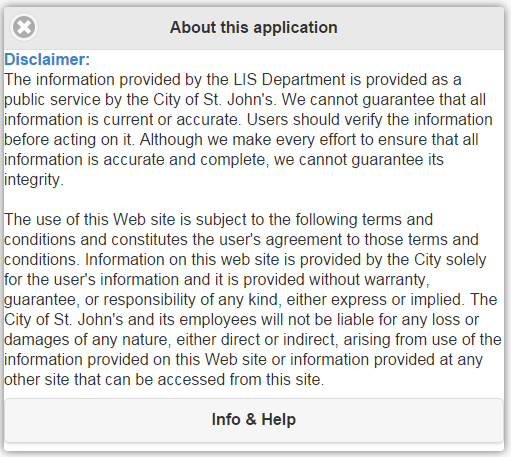 About this application
Disclaimer:
The information provided by the LIS Department is provided as a
public service by the City of St. John's. We cannot guarantee that all
information is current or accurate. Users should verify the information
before acting on it. Although we make every effort to ensure that all
information is accurate and complete, we cannot guarantee its
integrity.
The use of this Web site is subject to the following terms and
conditions and constitutes the user's agreement to those terms and
conditions. Information on this web site is provided by the City solely
for the user's information and it is provided without warranty,
guarantee, or responsibility of any kind, either express or implied. The
City of St. John's and its employees will not be liable for any loss or
damages of any nature, either direct or indirect, arising from use of the
information provided on this Web site or information provided at any
other site that can be accessed from this site.
Info & Help